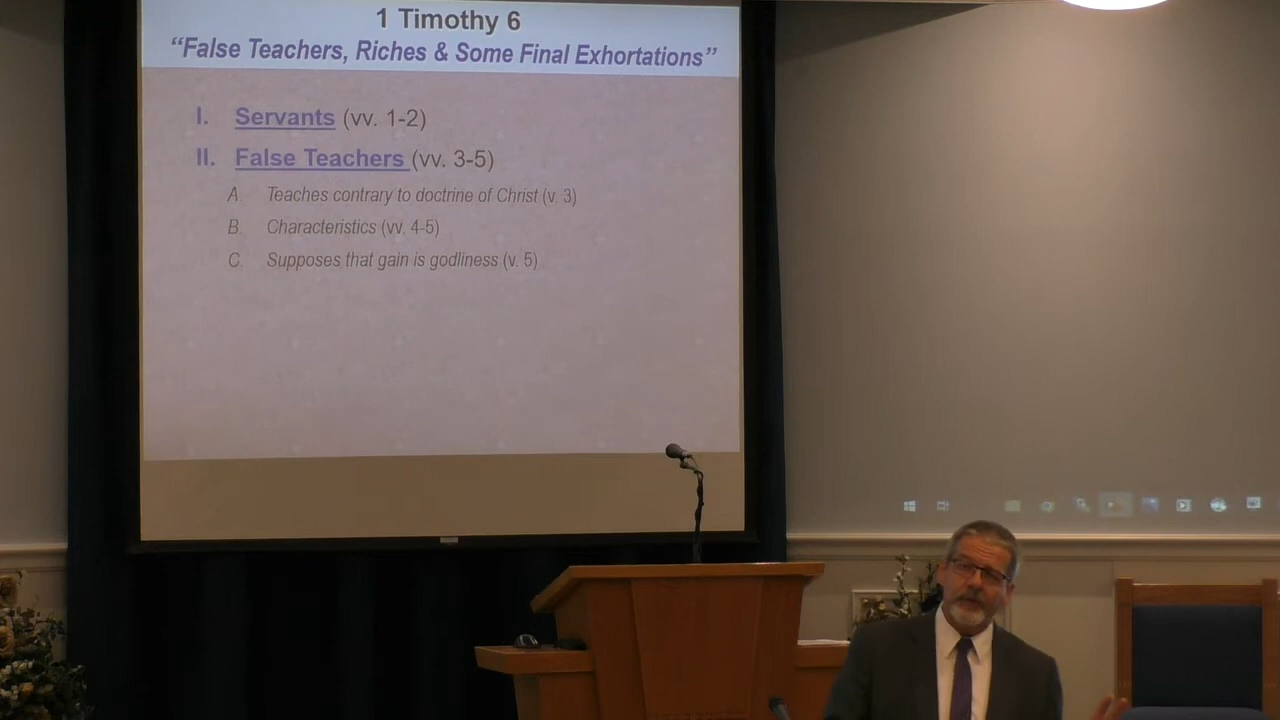 1 Timothy 6
“False Teachers, Riches & Some Final Exhortations”
I. Servants (vv. 1-2)
II. False Teachers (vv. 3-5)
A. Teaches contrary to doctrine of Christ (v. 3)
B. Characteristics (vv. 4-5)
C. Supposes that gain is godliness (v. 5)